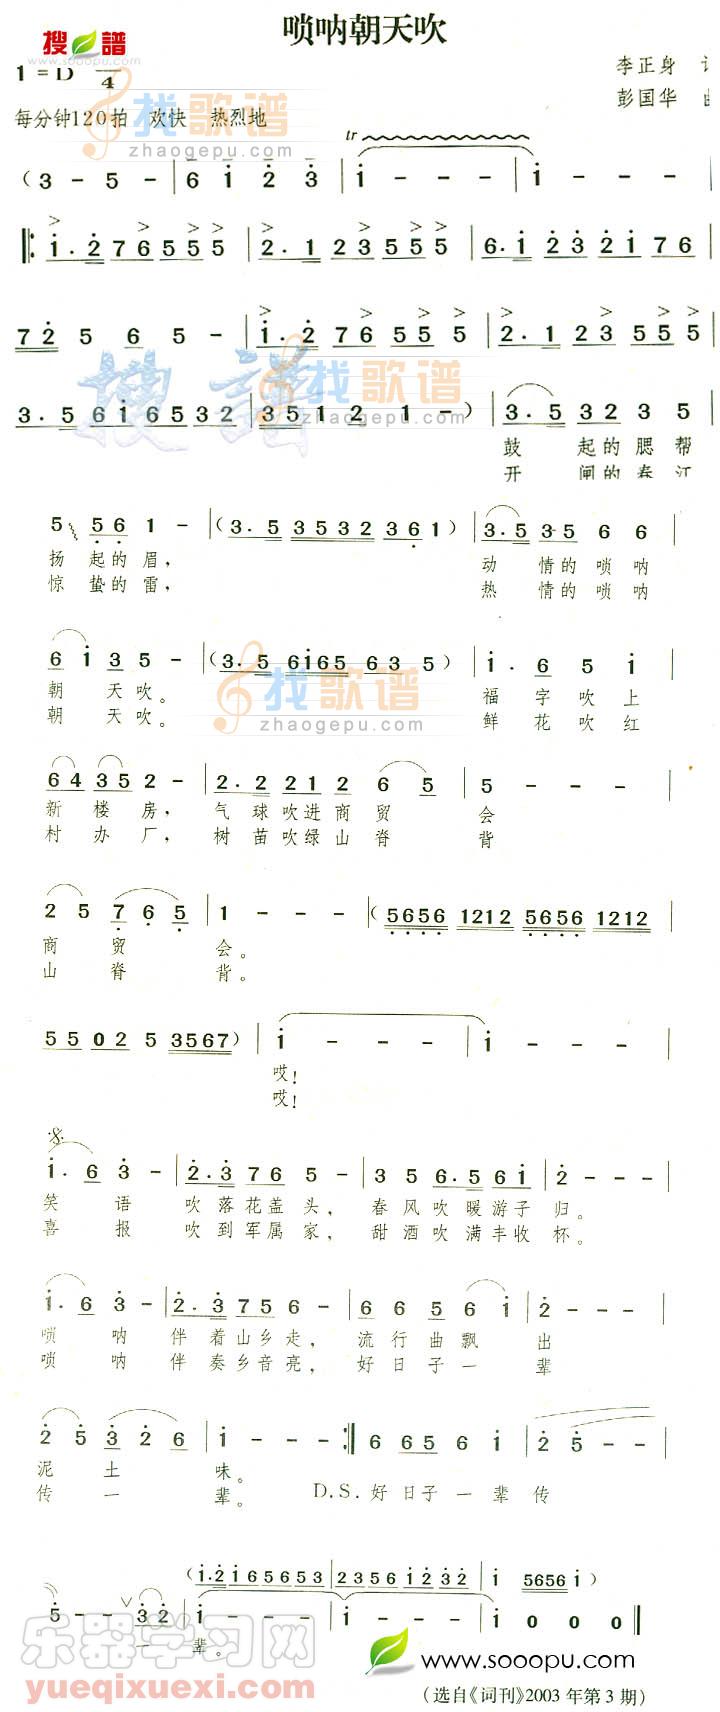 唢呐朝天吹
搜谱
www.sooopu.com
1=D 4
李正身
彭国华
每分钟120拍 欢快 热烈地
找歌谱
zhaogepu.com
tr
(3 - 5 - | 6 i 2 3 | i - - - | i - - - |
i. 2 7 6 5 5 5 5 | 2. 1 2 3 5 5 5 5 | 6. i 2 3 2 i 7 6 |
7 2 5 6 5 - | i. 2 7 6 5 5 5 5 | 2. 1 2 3 5 5 5 5 |
搜谱 找歌谱
zhaogepu.com
3. 5 6 i 6 5 3 2 | 3 5 1 2 1 - ) | 3. 5 3 2 3 5 |
鼓 起的腮帮
开 闸的春江
5 5 6 1 - | (3. 5 3 5 3 2 3 6 1) | 3. 5 3·5 6 6 |
扬 起的眉, 动 情的唢呐
惊 蛰的雷, 热 情的唢呐
6 i 3 5 - | (3. 5 6i65 6 3 5) | i. 6 5 i |
朝 天吹。 福 字吹上
朝 天吹。 鲜 花吹红
找歌谱
zhaogepu.com
6 4 3 5 2 - | 2. 2 2 1 2 6 5 | 5 - - - |
新 楼 房, 气 球吹进商 贸 会
村 办 厂, 树 苗吹绿山 脊 背
2 5 7 6 5 | 1 - - - | (5656 1212 5656 1212 |
商 贸 会。
山 脊 背。
5 5 0 2 5 3567) | i - - - | i - - - |
哎!
哎!
i. 6 3 - | 2. 3 7 6 5 - | 3 5 6. 5 6 i | 2 - - - |
笑 语 吹 落花盖头, 春风吹暖游子 归。
喜 报 吹 到军属家, 甜酒吹满丰收 杯。
i. 6 3 - | 2. 3 7 5 6 - | 6 6 5 6 i | 2 - - - |
唢 呐 伴 着山乡走, 流行曲飘 出
唢 呐 伴 奏乡音亮, 好日子一 辈
2 5 3 2 6 | i - - - :‖ 6 6 5 6 i | 2 5 - - |
泥 土 味。
传 一 辈。 D.S.好日子一辈传
(i. 2 i 6 5 6 5 3 | 2 3 5 6 i 2 3 2 | i 5656 i)
5 - - 3 2 | i - - - | i - - - | i 0 0 0 ‖
一 辈。
乐器学习网
yueqixuexi.com
www.sooopu.com
(选自《词刊》2003年第3期)